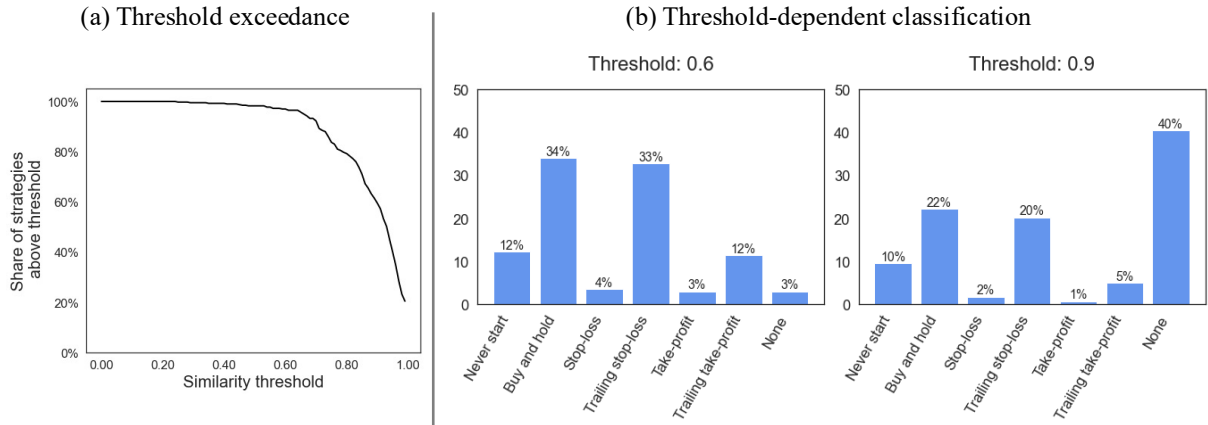 (a) Threshold exceedance
100%
80%
60%
40%
20%
0%
Share of strategies
above threshold
0.00
0.20
0.40
0.60
0.80
1.00
Similarity threshold
(b) Threshold-dependent classification
Threshold: 0.6
50
40
30
20
10
0
12%
34%
4%
33%
3%
12%
3%
Never start
Buy and hold
Stop-loss
Trailing stop-loss
Take-profit
Trailing take-profit
None
Threshold: 0.9
50
40
30
20
10
0
10%
22%
2%
20%
1%
5%
40%
Never start
Buy and hold
Stop-loss
Trailing stop-loss
Take-profit
Trailing take-profit
None